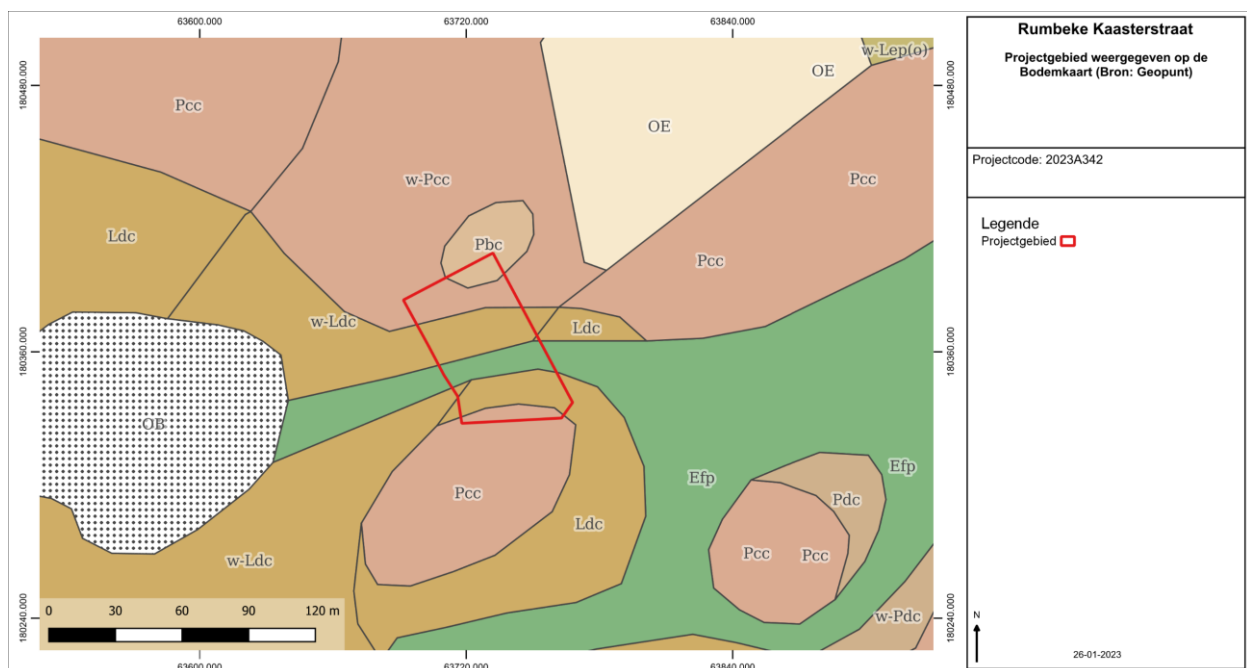 63600.000 63720.000 63840.000
180480.000 180480.000
w-Lep(o)
OE
Pcc
OE
w-Pcc
Pcc
Ldc
Pbc
Pcc
w-Ldc
Ldc
180360.000 180360.000
OB
Efp
Efp
Pcc
Pdc
Ldc
Pcc Pcc
w-Ldc
w-Pdc
0 30 60 90 120 m
180240.000 180240.000
63600.000 63720.000 63840.000
Rumbeke Kaasterstraat
Projectgebied weergegeven op de
Bodemkaart (Bron: Geopunt)
Projectcode: 2023A342
Legende
Projectgebied
N
26-01-2023